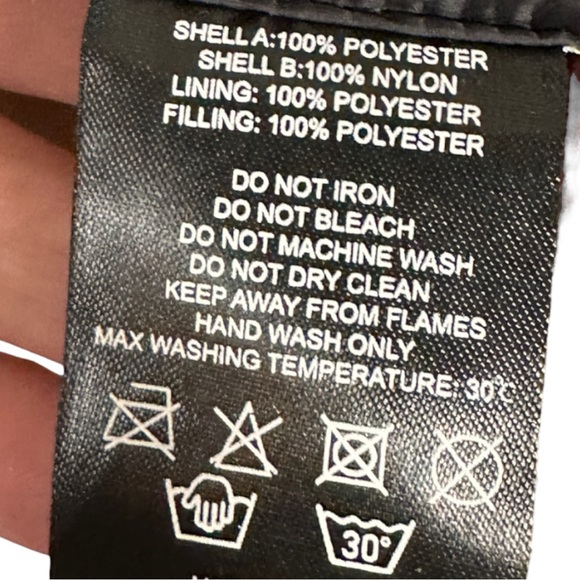 SHELL A:100% POLYESTER
SHELL B:100% NYLON
LINING: 100% POLYESTER
FILLING: 100% POLYESTER
DO NOT IRON
DO NOT BLEACH
DO NOT MACHINE WASH
DO NOT DRY CLEAN
KEEP AWAY FROM FLAMES
HAND WASH ONLY
MAX WASHING TEMPERATURE: 30°C
30°